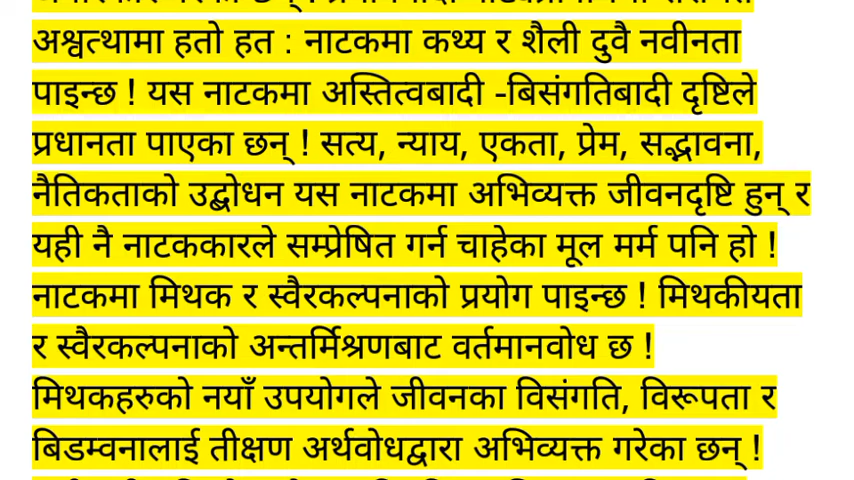 अश्वत्थामा हतो हत : नाटकमा कथ्य र शैली दुवै नवीनता
पाइन्छ ! यस नाटकमा अस्तित्वबादी -बिसंगतिबादी दृष्टिले
प्रधानता पाएका छन् ! सत्य, न्याय, एकता, प्रेम, सद्भावना,
नैतिकताको उद्बोधन यस नाटकमा अभिव्यक्त जीवनदृष्टि हुन् र
यही नै नाटककारले सम्प्रेषित गर्न चाहेका मूल मर्म पनि हो !
नाटकमा मिथक र स्वैरकल्पनाको प्रयोग पाइन्छ ! मिथकीयता
र स्वैरकल्पनाको अन्तर्मिश्रणबाट वर्तमानवोध छ !
मिथकहरुको नयाँ उपयोगले जीवनका विसंगति, विरूपता र
बिडम्वनालाई तीक्षण अर्थवोधद्वारा अभिव्यक्त गरेका छन् !